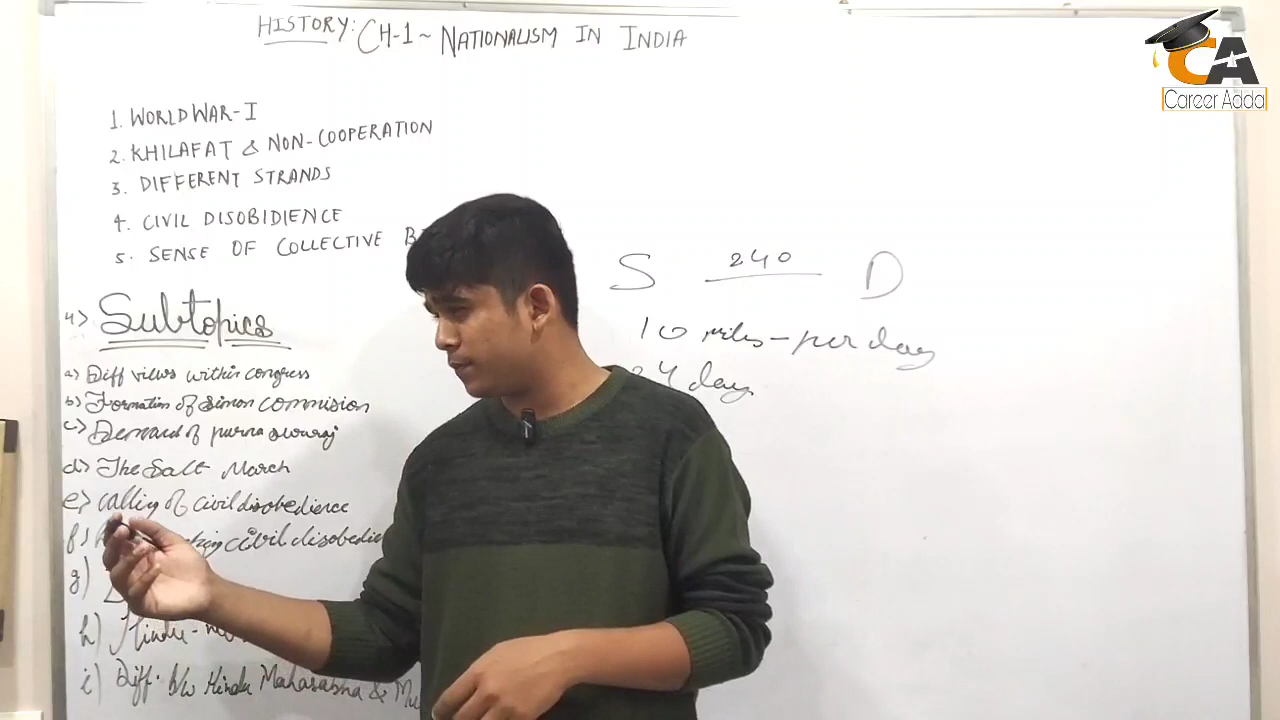 HISTORY: CH-1~ NATIONALISM IN INDIA
CA
Career Adda
1. WORLD WAR-I
2. KHILAFAT & NON-COOPERATION
3. DIFFERENT STRANDS
4. CIVIL DISOBIDIENCE
5. SENSE OF COLLECTIVE
S 240 D
10 miles-per day
24 days
4> Subtopics
a) Diff views within congress
b) Formation of Simon commision
c) Demand of purna swaraj
d) The Salt March
e) calling of civil disobedience
f) civil disobedien
g)
h) Hindu-
i) Diff. b/w Hindu Mahasabha & Mu